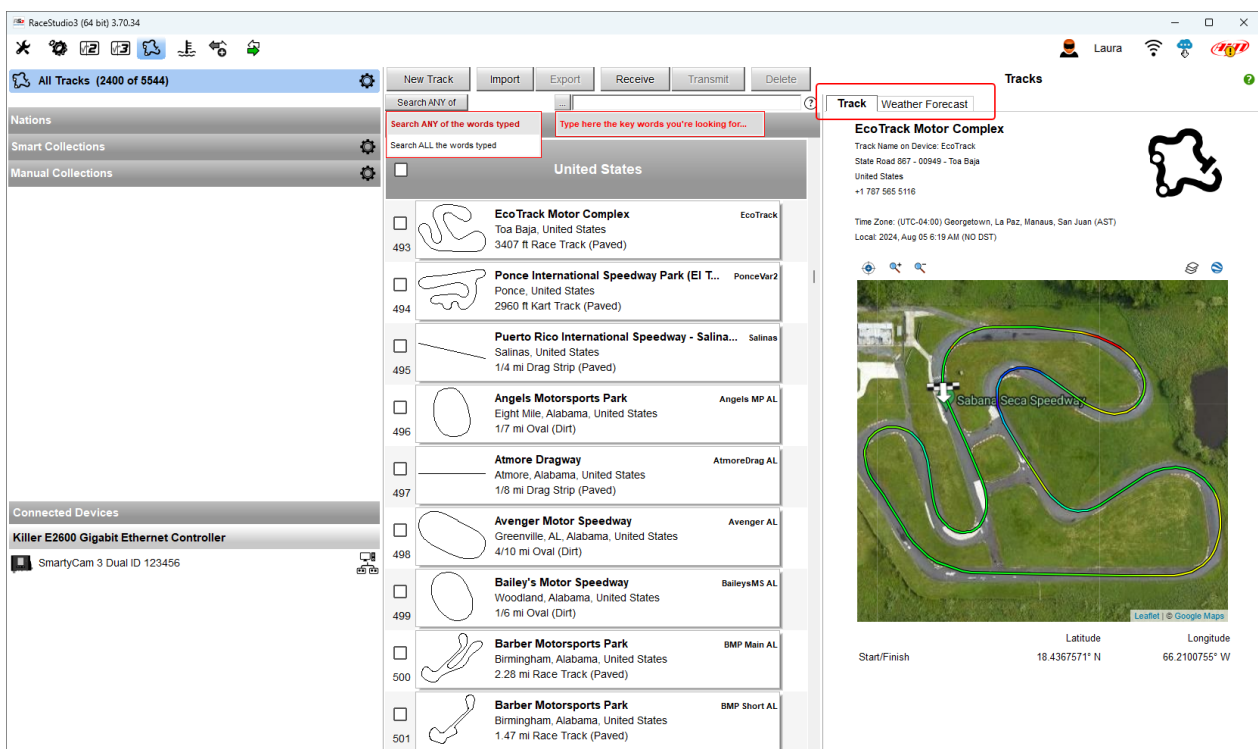 RaceStudio3 (64 bit) 3.70.34
Laura
All Tracks (2400 of 5544)
Nations
Smart Collections
Manual Collections
Connected Devices
Killer E2600 Gigabit Ethernet Controller
SmartyCam 3 Dual ID 123456
New Track Import Export Receive Transmit Delete
Search ANY of ... ?
Search ANY of the words typed
Search ALL the words typed
Type here the key words you're looking for...
United States
EcoTrack Motor Complex EcoTrack
Toa Baja, United States
3407 ft Race Track (Paved)
493
Ponce International Speedway Park (El T... PonceVar2
Ponce, United States
2960 ft Kart Track (Paved)
494
Puerto Rico International Speedway - Salina... Salinas
Salinas, United States
1/4 mi Drag Strip (Paved)
495
Angels Motorsports Park Angels MP AL
Eight Mile, Alabama, United States
1/7 mi Oval (Dirt)
496
Atmore Dragway AtmoreDrag AL
Atmore, Alabama, United States
1/8 mi Drag Strip (Paved)
497
Avenger Motor Speedway Avenger AL
Greenville, AL, Alabama, United States
4/10 mi Oval (Dirt)
498
Bailey's Motor Speedway BaileysMS AL
Woodland, Alabama, United States
1/6 mi Oval (Dirt)
499
Barber Motorsports Park BMP Main AL
Birmingham, Alabama, United States
2.28 mi Race Track (Paved)
500
Barber Motorsports Park BMP Short AL
Birmingham, Alabama, United States
1.47 mi Race Track (Paved)
501
Tracks
Track Weather Forecast
EcoTrack Motor Complex
Track Name on Device: EcoTrack
State Road 867 - 00949 - Toa Baja
United States
+1 787 565 5116
Time Zone: (UTC-04:00) Georgetown, La Paz, Manaus, San Juan (AST)
Local: 2024, Aug 05 6:19 AM (NO DST)
Sabana Seca Speedway
Leaflet | © Google Maps
Latitude Longitude
Start/Finish 18.4367571° N 66.2100755° W